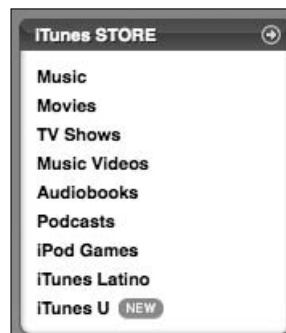 iTunes STORE
Music
Movies
TV Shows
Music Videos
Audiobooks
Podcasts
iPod Games
iTunes Latino
iTunes U NEW